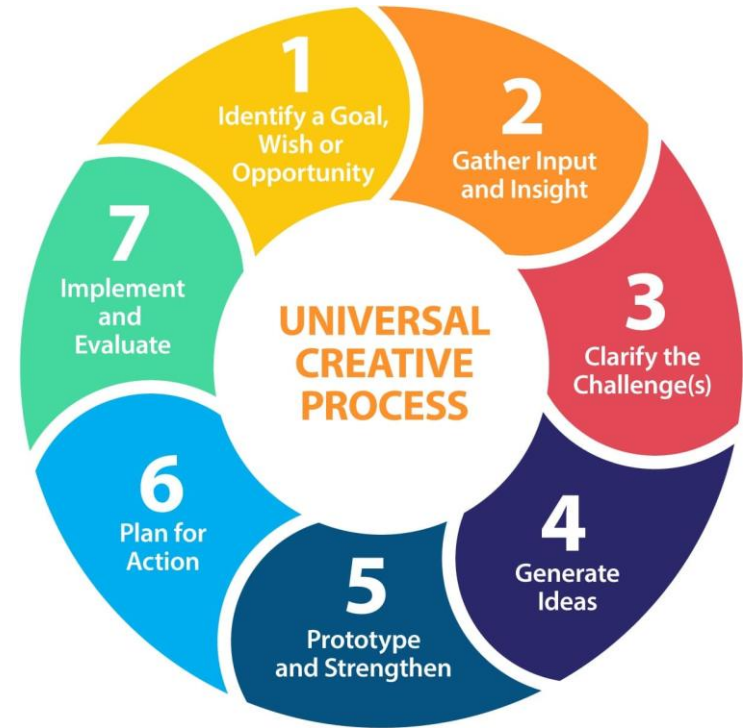 UNIVERSAL
CREATIVE
PROCESS
1
Identify a Goal,
Wish or
Opportunity
2
Gather Input
and Insight
3
Clarify the
Challenge(s)
4
Generate
Ideas
5
Prototype
and Strengthen
6
Plan for
Action
7
Implement
and
Evaluate